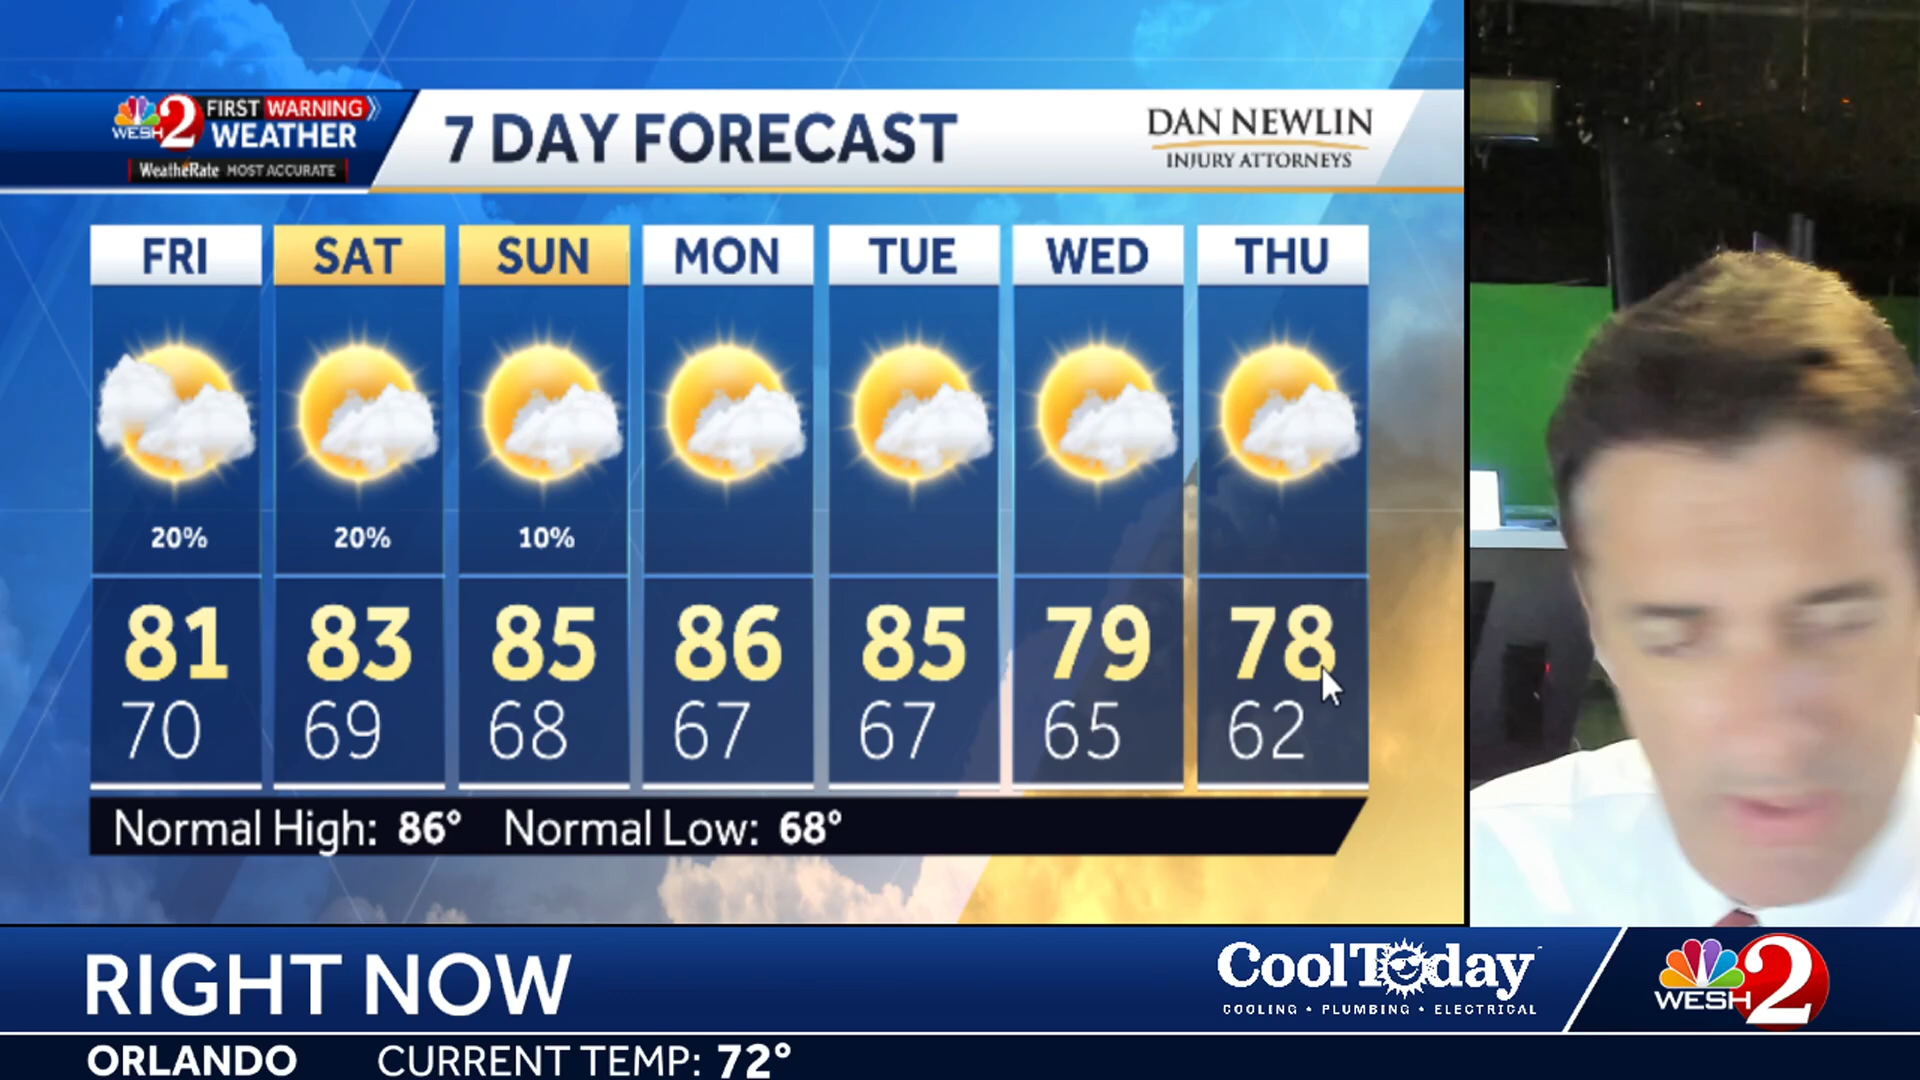 WESH 2 FIRST WARNING
WEATHER
WeatheRate MOST ACCURATE
7 DAY FORECAST
DAN NEWLIN
INJURY ATTORNEYS
FRI SAT SUN MON TUE WED THU
20% 20% 10%
81 83 85 86 85 79 78
70 69 68 67 67 65 62
Normal High: 86° Normal Low: 68°
RIGHT NOW
CoolToday
COOLING • PLUMBING • ELECTRICAL
WESH 2
ORLANDO CURRENT TEMP: 72°